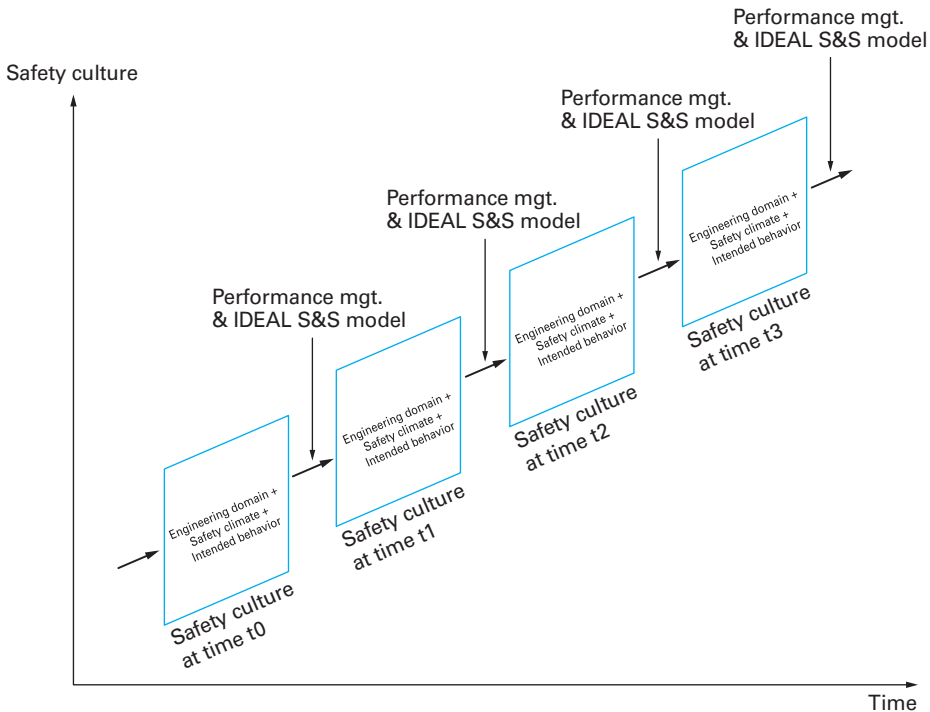 Performance mgt.
& IDEAL S&S model
Safety culture
Performance mgt.
& IDEAL S&S model
Engineering domain +
Safety climate +
Intended behavior
Performance mgt.
& IDEAL S&S model
Engineering domain +
Safety climate +
Intended behavior
Safety culture
at time t3
Performance mgt.
& IDEAL S&S model
Engineering domain +
Safety climate +
Intended behavior
Safety culture
at time t2
Engineering domain +
Safety climate +
Intended behavior
Safety culture
at time t1
Safety culture
at time t0
Time